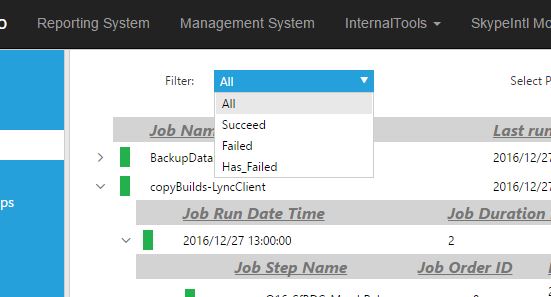 o Reporting System Management System InternalTools SkypeIntl Mo
Filter: All Select P
All
Job Nam Last run
Succeed
BackupData Failed 2016/12/27
Has_Failed
ps copyBuilds-LyncClient 2016/12/27
Job Run Date Time Job Duration
2016/12/27 13:00:00 2
Job Step Name Job Order ID